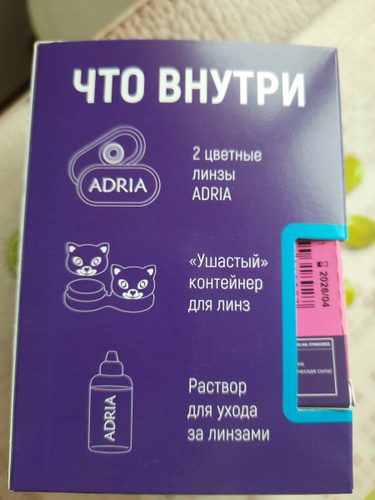 ЧТО ВНУТРИ
ADRIA
2 цветные
линзы
ADRIA
«Ушастый»
контейнер
для линз
2026/04
ADRIA
Раствор
для ухода
за линзами